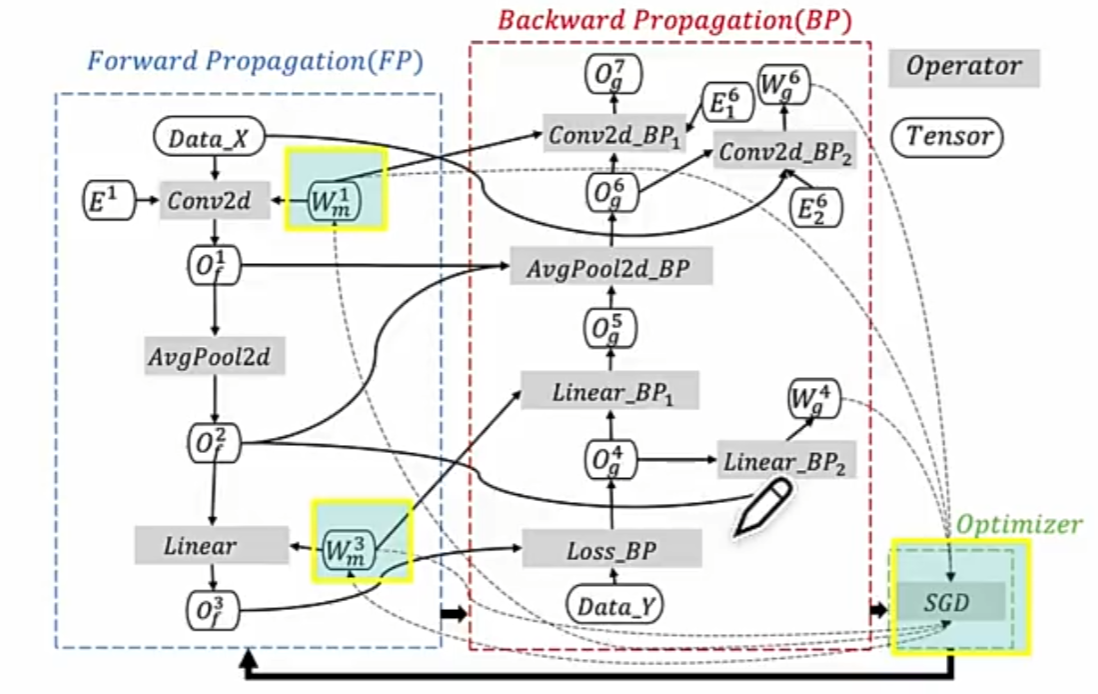 Backward Propagation(BP)
Forward Propagation(FP)
Operator
Tensor
Data_X
E^1
Conv2d
W_m^1
O_f^1
AvgPool2d
O_f^2
Linear
W_m^3
O_f^3
O_g^7
E_1^6
W_g^6
Conv2d_BP_1
Conv2d_BP_2
O_g^6
E_2^6
AvgPool2d_BP
O_g^5
Linear_BP_1
W_g^4
O_g^4
Linear_BP_2
Loss_BP
Data_Y
Optimizer
SGD